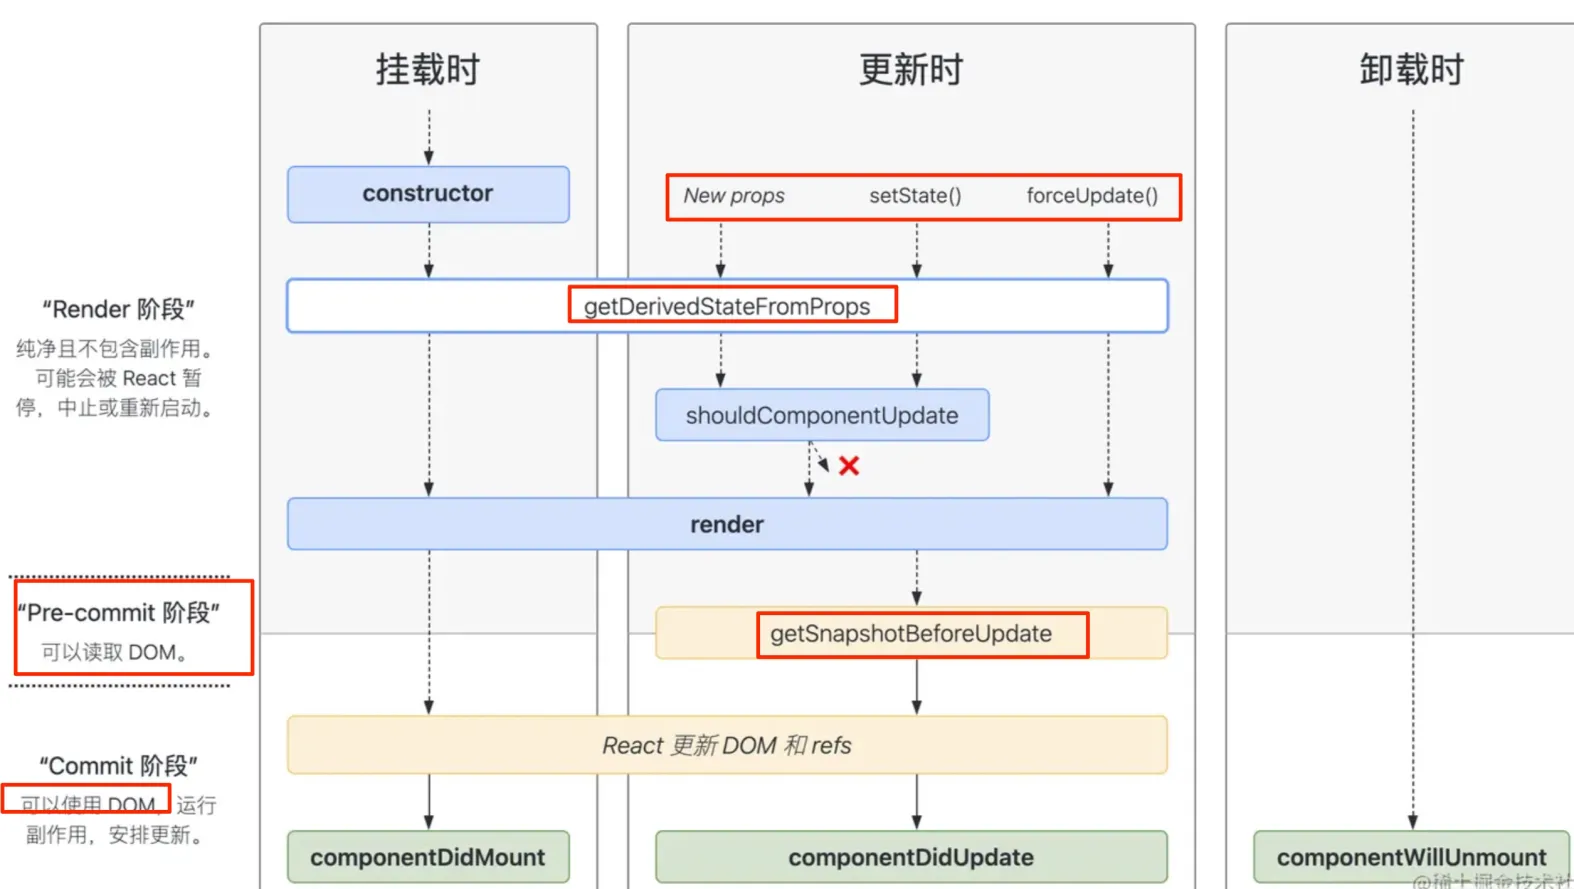 挂载时
更新时
卸载时
constructor
New props
setState()
forceUpdate()
“Render 阶段”
纯净且不包含副作用。
可能会被 React 暂
停，中止或重新启动。
getDerivedStateFromProps
shouldComponentUpdate
render
“Pre-commit 阶段”
可以读取 DOM。
getSnapshotBeforeUpdate
React 更新 DOM 和 refs
“Commit 阶段”
可以使用 DOM，运行
副作用，安排更新。
componentDidMount
componentDidUpdate
componentWillUnmount
@稀土掘金技术社